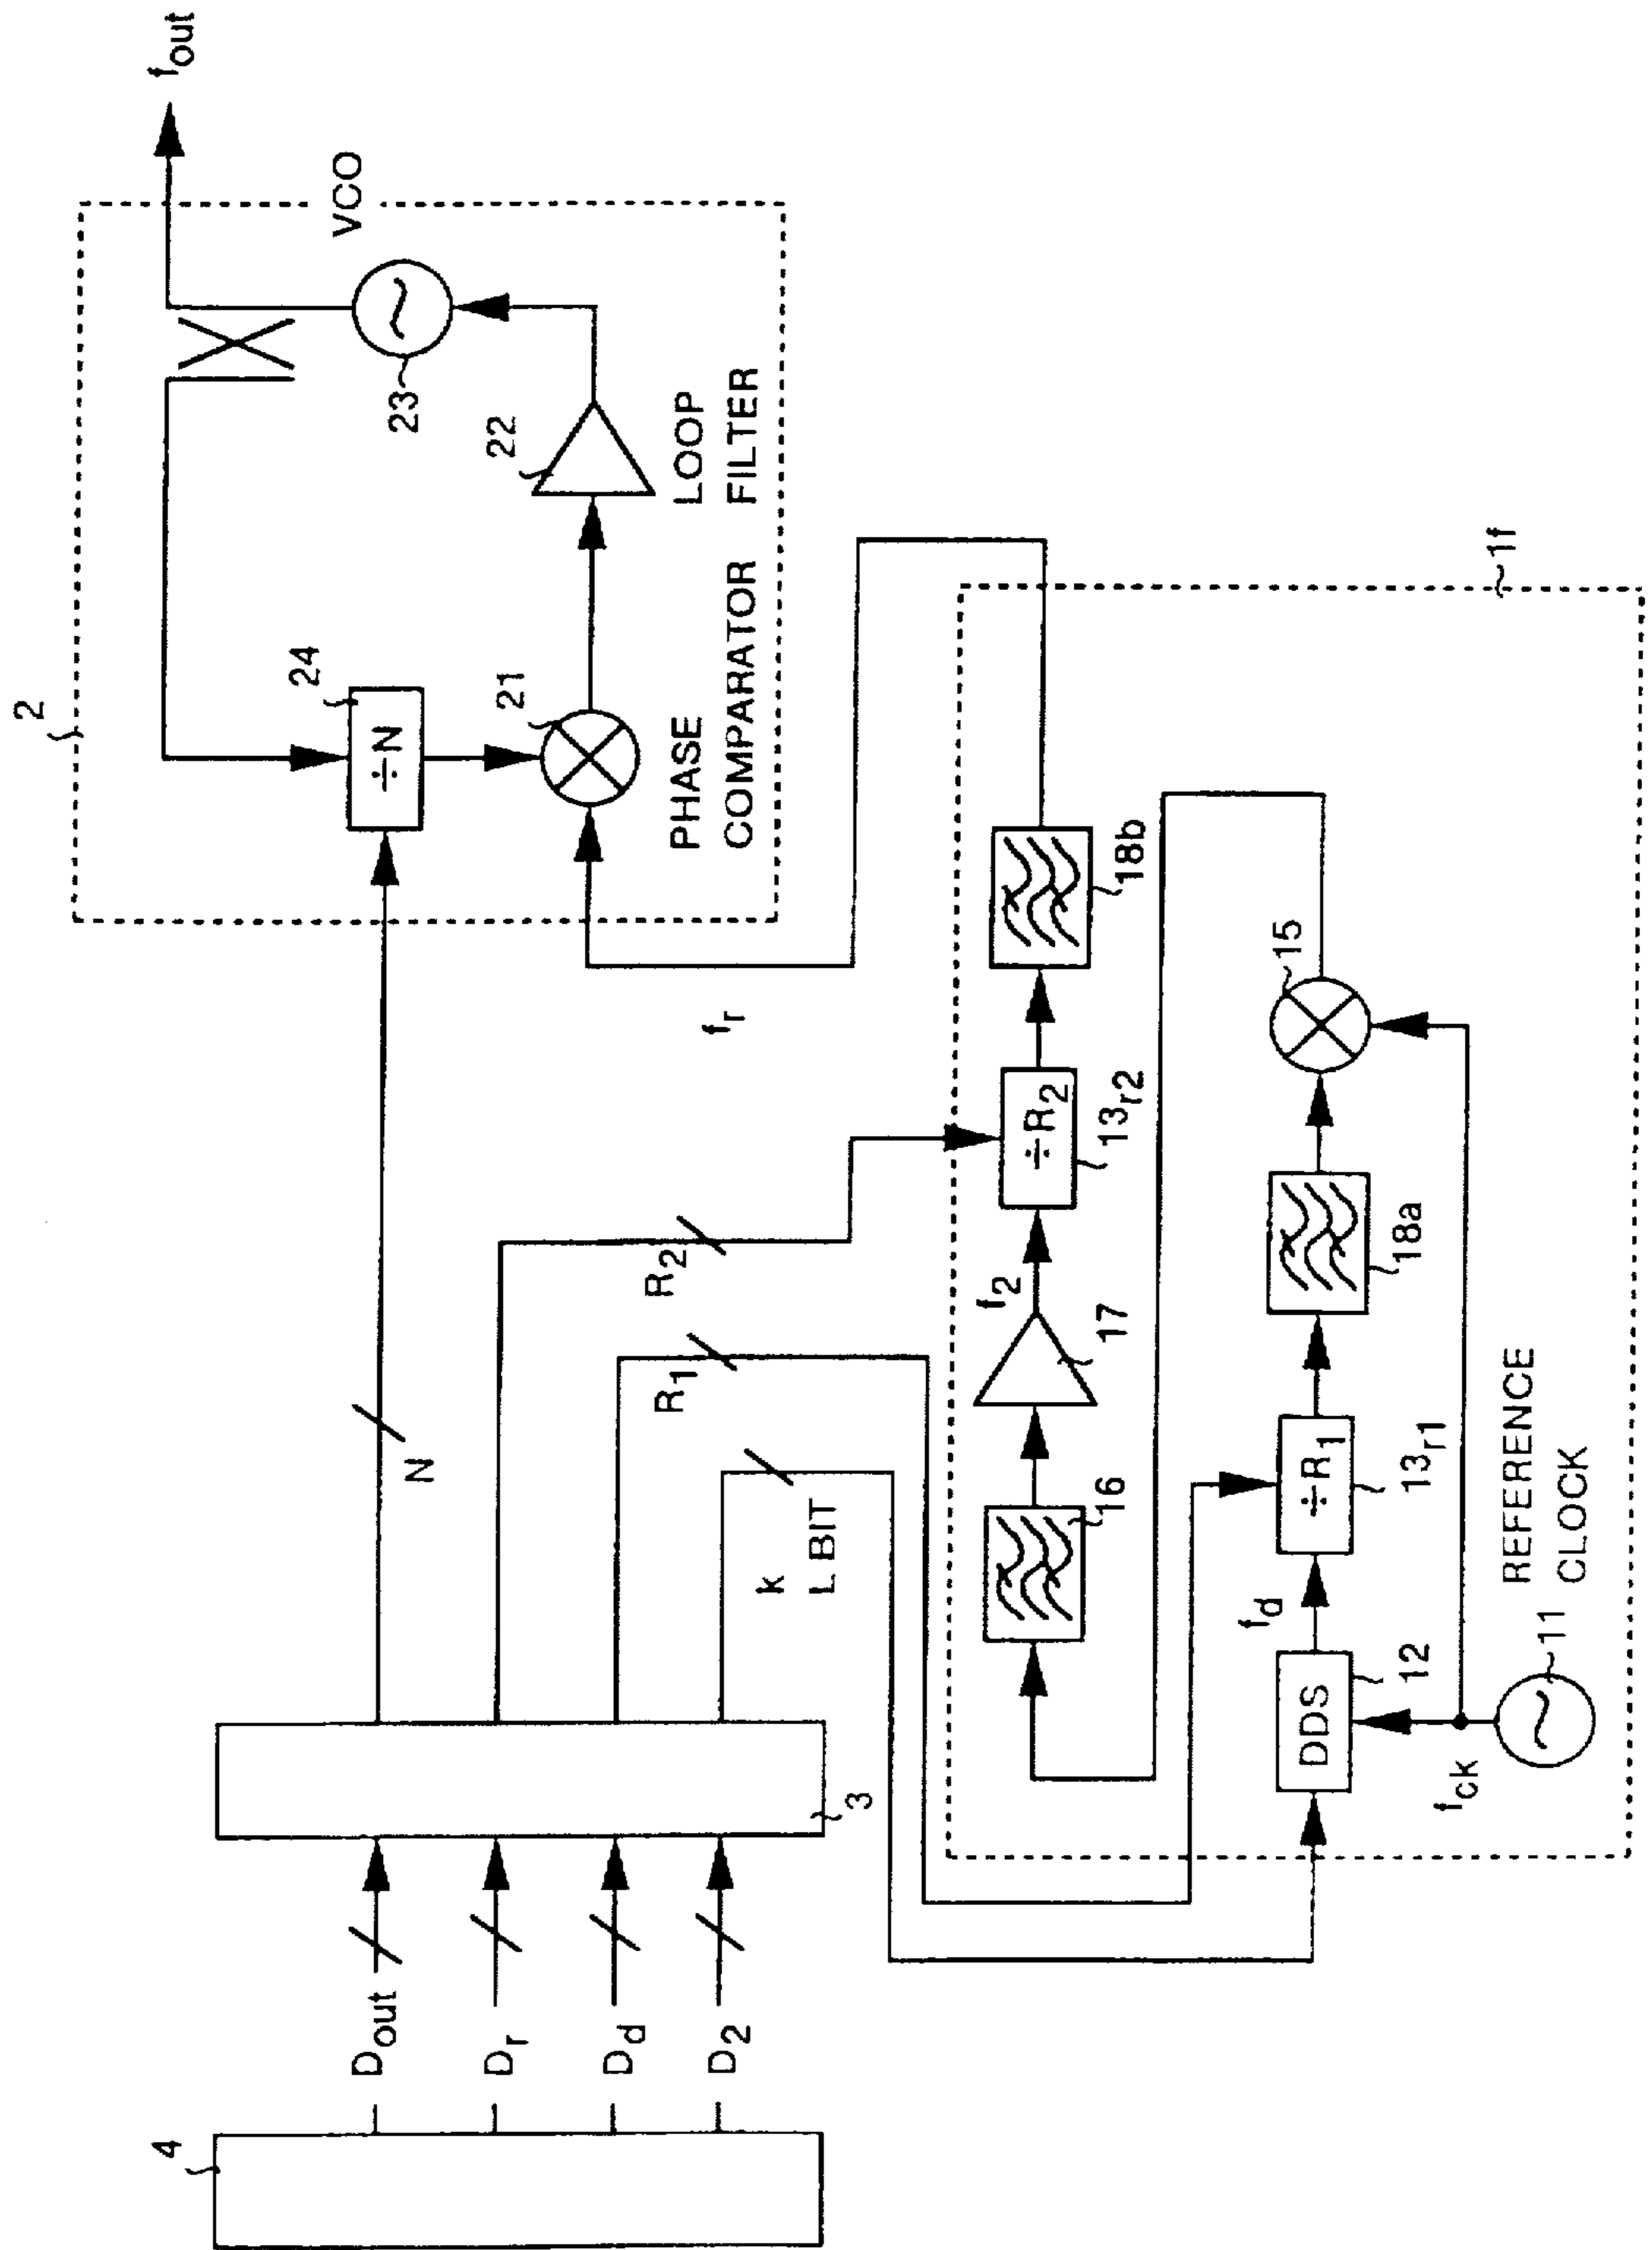 2
f_out
VCO
23
22
LOOP
FILTER
24
÷N
21
PHASE
COMPARATOR
N
R_2
R_1
k
L BIT
f_r
4
D_out
D_r
D_d
D_2
3
1f
16
17
f_2
÷R_2
13_r2
18b
15
18a
÷R_1
13_r1
f_d
DDS
12
f_ck
11
REFERENCE
CLOCK